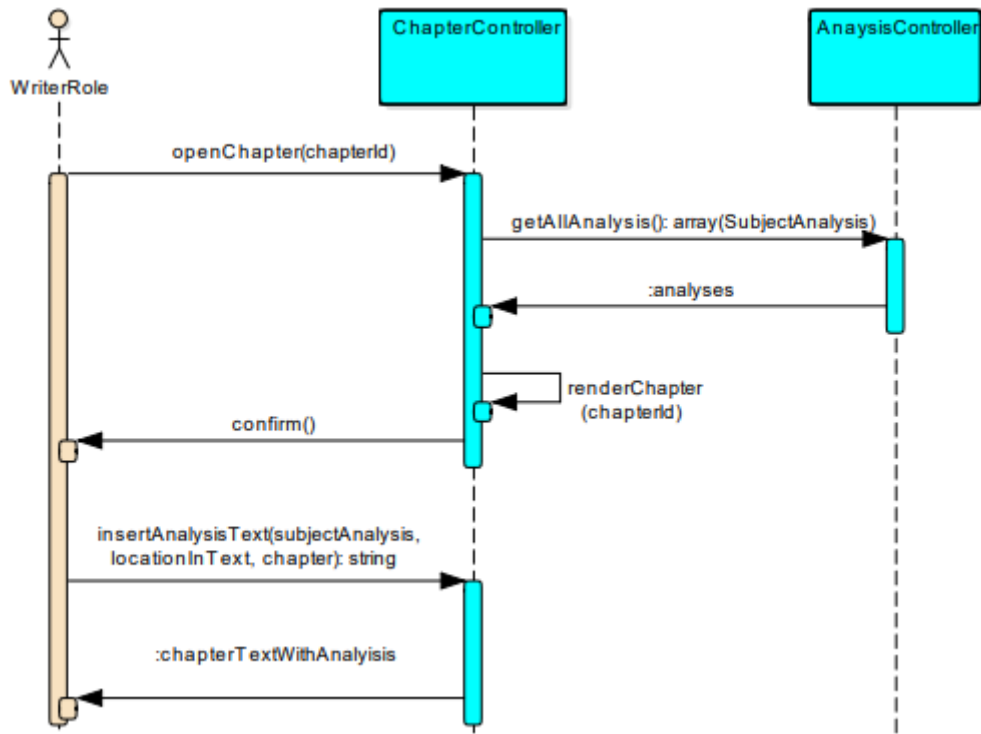 ChapterController
AnaysisController
WriterRole
openChapter(chapterId)
getAllAnalysis(): array(SubjectAnalysis)
:analyses
renderChapter
(chapterId)
confirm()
insertAnalysisText(subjectAnalysis,
locationInText, chapter): string
:chapterTextWithAnalyisis